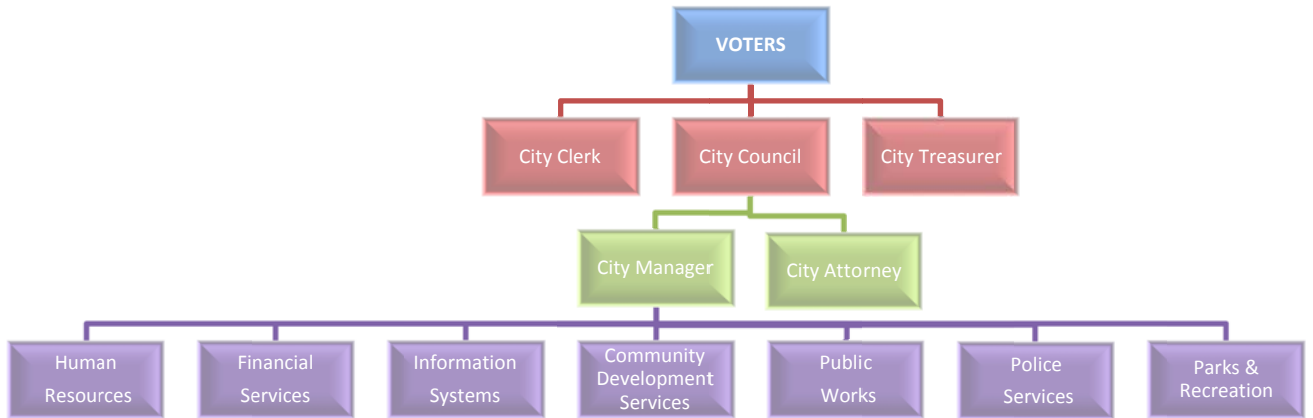 VOTERS
City Clerk
City Council
City Treasurer
City Manager
City Attorney
Human
Resources
Financial
Services
Information
Systems
Community
Development
Services
Public
Works
Police
Services
Parks &
Recreation